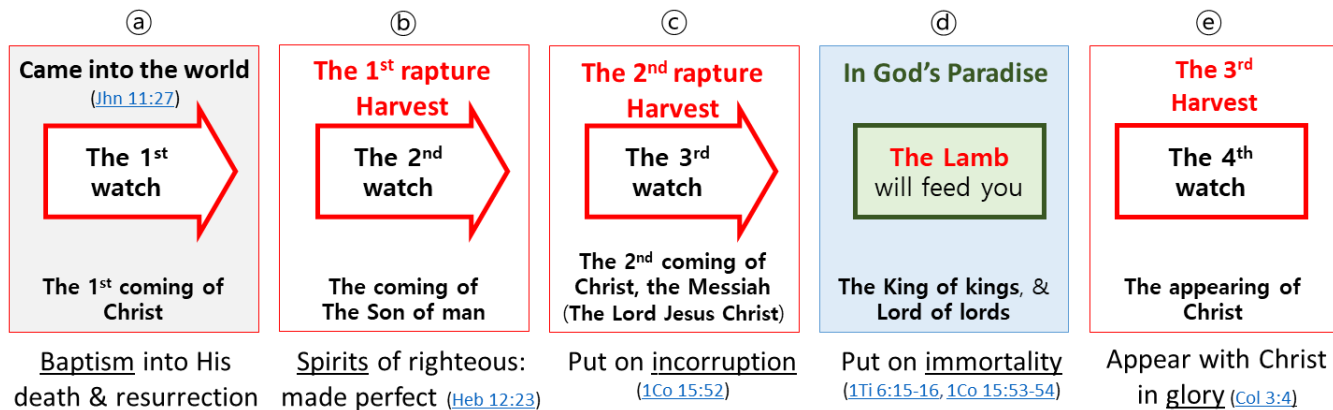 ⓐ
Came into the world
(Jhn 11:27)
The 1st
watch
The 1st coming of
Christ
Baptism into His
death & resurrection
ⓑ
The 1st rapture
Harvest
The 2nd
watch
The coming of
The Son of man
Spirits of righteous:
made perfect (Heb 12:23)
ⓒ
The 2nd rapture
Harvest
The 3rd
watch
The 2nd coming of
Christ, the Messiah
(The Lord Jesus Christ)
Put on incorruption
(1Co 15:52)
ⓓ
In God's Paradise
The Lamb
will feed you
The King of kings, &
Lord of lords
Put on immortality
(1Ti 6:15-16, 1Co 15:53-54)
ⓔ
The 3rd
Harvest
The 4th
watch
The appearing of
Christ
Appear with Christ
in glory (Col 3:4)